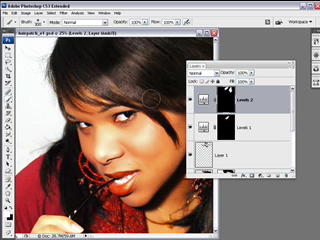 Adobe Photoshop CS3 Extended
File Edit Image Layer Select Filter Analysis View Window Help
Brush: Mode: Normal Opacity: 100% Flow: 100% Workspace
Layers
Normal Opacity: 100%
Lock: Fill: 100%
Levels 2
Levels 1
Layer 1